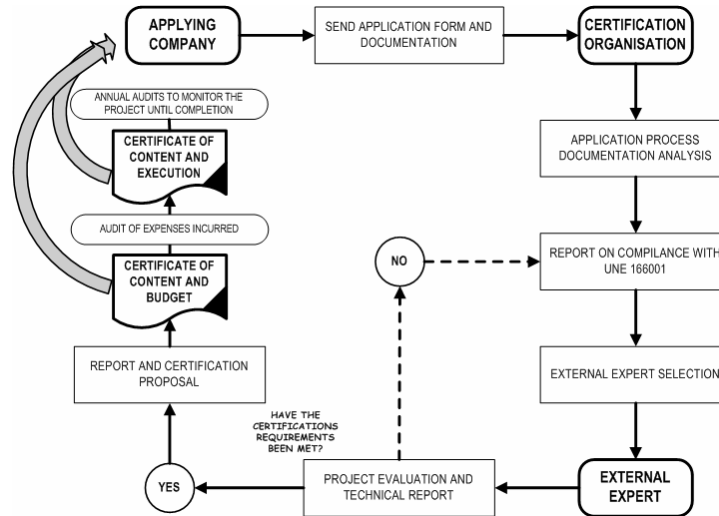 APPLYING
COMPANY
SEND APPLICATION FORM AND
DOCUMENTATION
CERTIFICATION
ORGANISATION
ANNUAL AUDITS TO MONITOR THE
PROJECT UNTIL COMPLETION
CERTIFICATE OF
CONTENT AND
EXECUTION
APPLICATION PROCESS
DOCUMENTATION ANALYSIS
AUDIT OF EXPENSES INCURRED
CERTIFICATE OF
CONTENT AND
BUDGET
NO
REPORT ON COMPILANCE WITH
UNE 166001
REPORT AND CERTIFICATION
PROPOSAL
EXTERNAL EXPERT SELECTION
HAVE THE
CERTIFICATIONS
REQUIREMENTS
BEEN MET?
YES
PROJECT EVALUATION AND
TECHNICAL REPORT
EXTERNAL
EXPERT